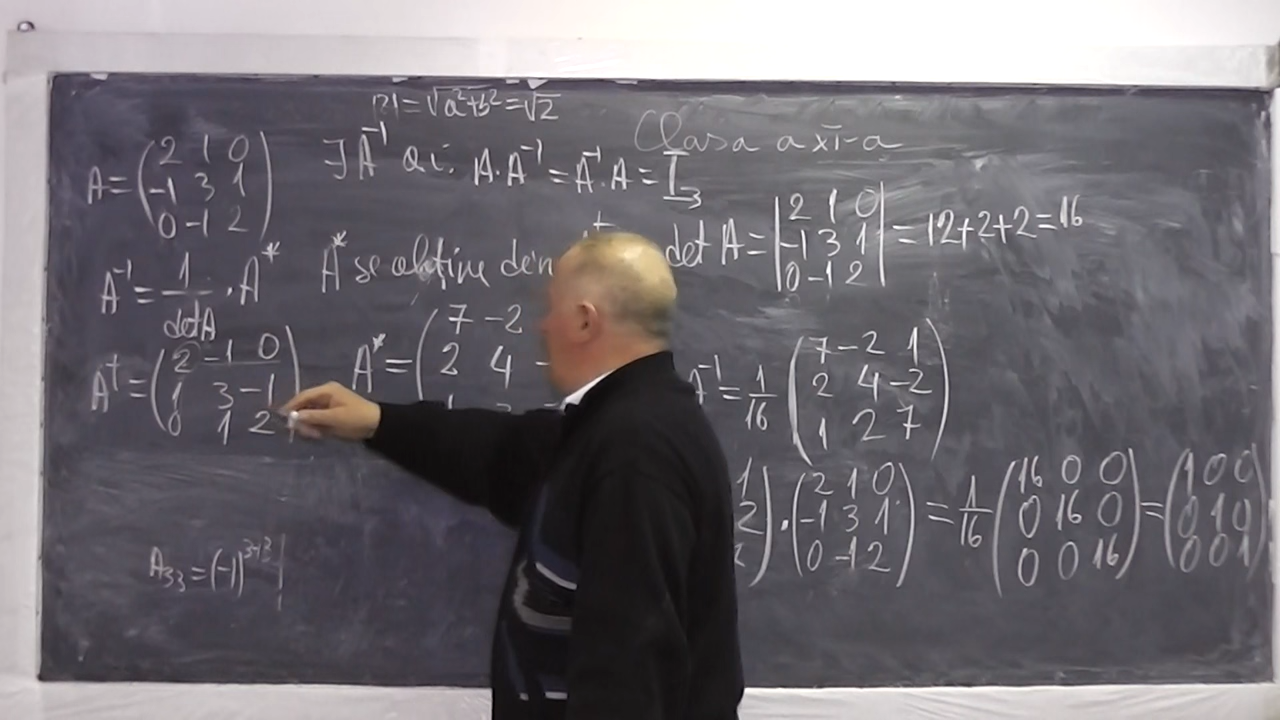 |z|=√a²+b²=√2
Clasa a XI-a
A=(2 1 0
-1 3 1
0 -1 2)
∃ A⁻¹ a.i. A·A⁻¹=A⁻¹·A=I₃
A⁻¹=1/detA·A*
A* se obtine din
det A=|2 1 0
-1 3 1
0 -1 2|=12+2+2=16
Aᵗ=(2 -1 0
1 3 -1
0 1 2)
A*=(7 -2
2 4 -
A⁻¹=1/16(7 -2 1
2 4 -2
1 2 7)
1
2
)·(2 1 0
-1 3 1
0 -1 2)=1/16(16 0 0
0 16 0
0 0 16)=(1 0 0
0 1 0
0 0 1)
A₃₃=(-1)³⁺³|